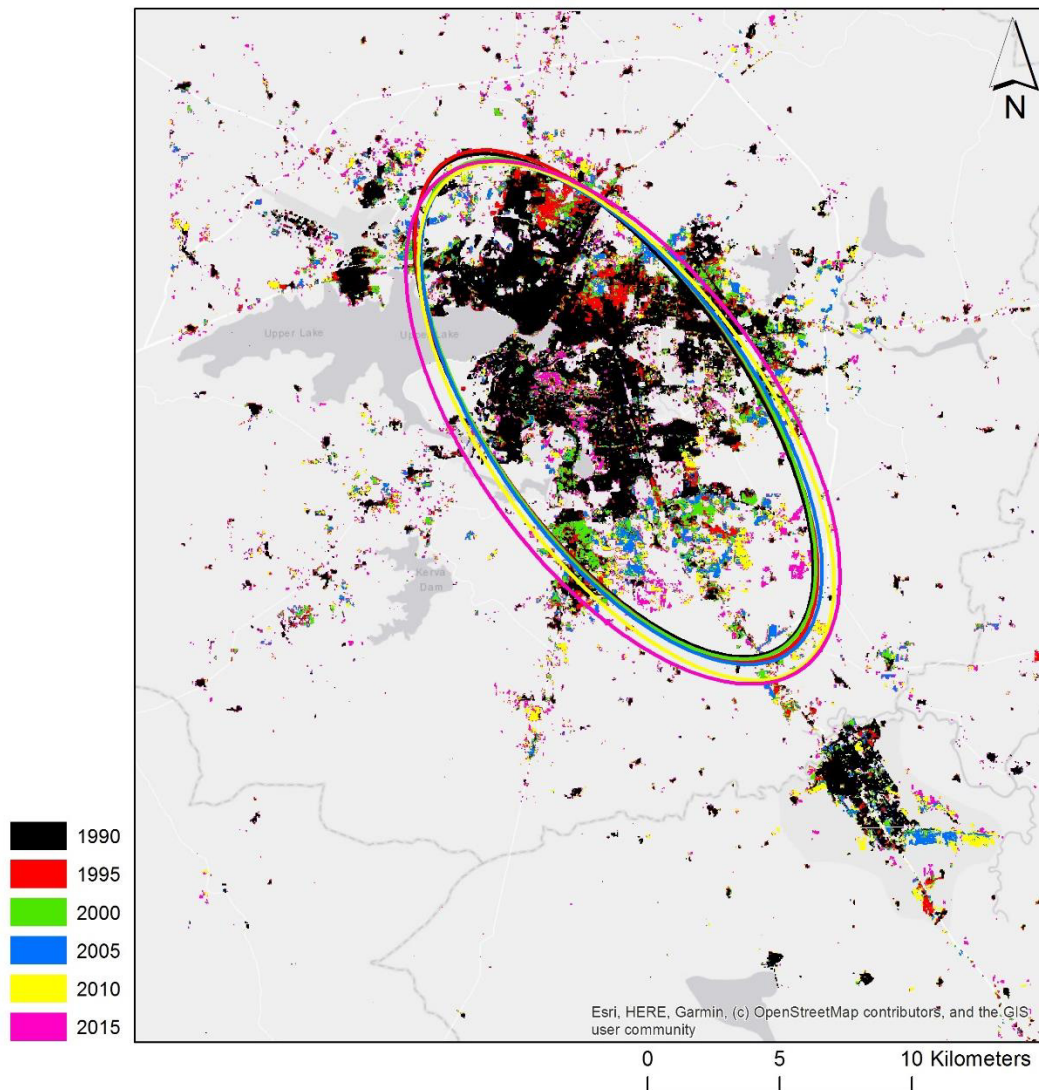 N
Upper Lake
Upper Lake
Kerva
Dam
1990
1995
2000
2005
2010
2015
Esri, HERE, Garmin, (c) OpenStreetMap contributors, and the GIS
user community
0 5 10 Kilometers